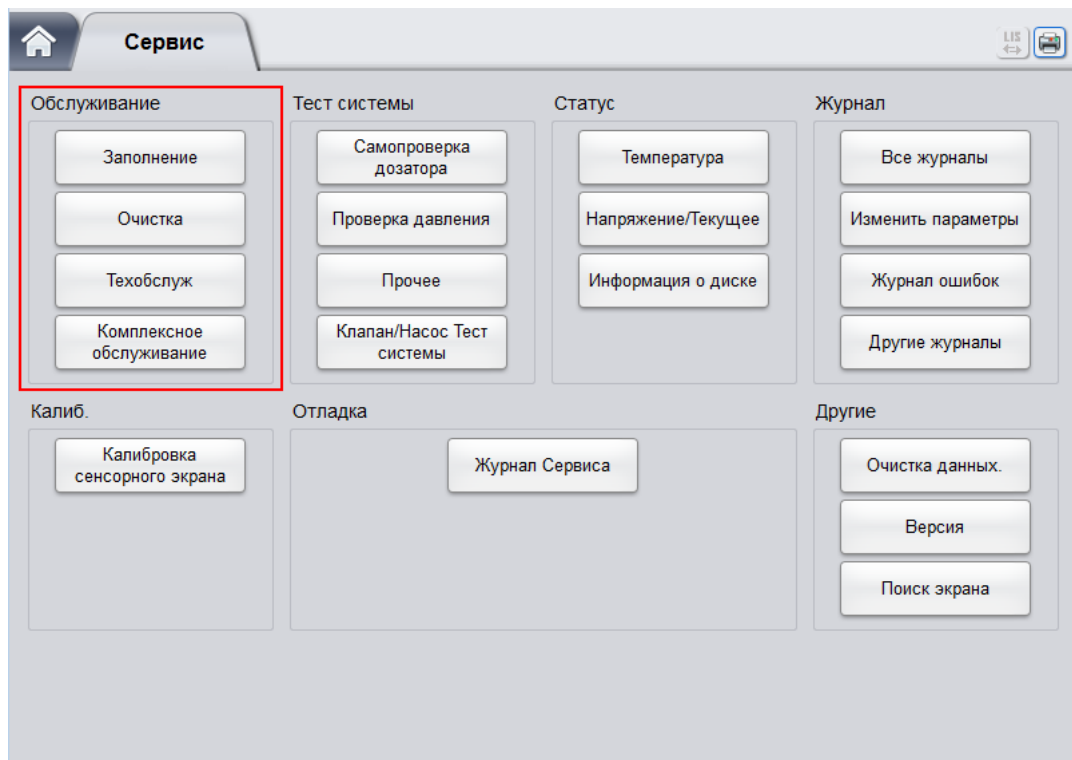 Сервис
LIS
Обслуживание
Заполнение
Очистка
Техобслуж
Комплексное
обслуживание
Тест системы
Самопроверка
дозатора
Проверка давления
Прочее
Клапан/Насос Тест
системы
Статус
Температура
Напряжение/Текущее
Информация о диске
Журнал
Все журналы
Изменить параметры
Журнал ошибок
Другие журналы
Калиб.
Калибровка
сенсорного экрана
Отладка
Журнал Сервиса
Другие
Очистка данных.
Версия
Поиск экрана